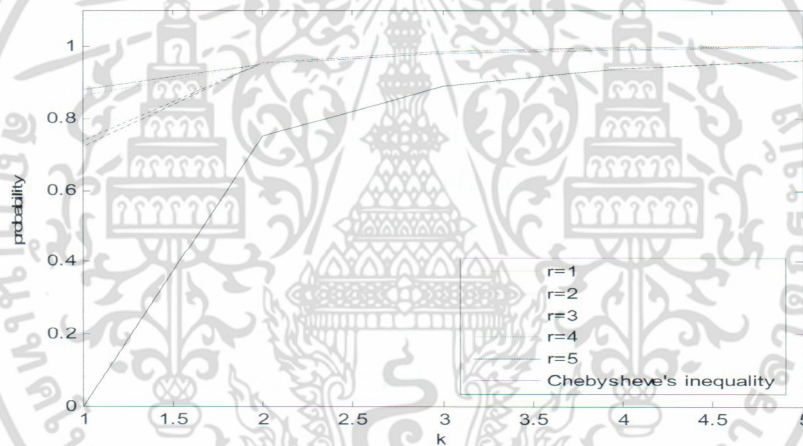 1
0.8
0.6
0.4
0.2
0
probability
1 1.5 2 2.5 3 3.5 4 4.5 5
k
r=1
r=2
r=3
r=4
r=5
Chebysheve's inequality